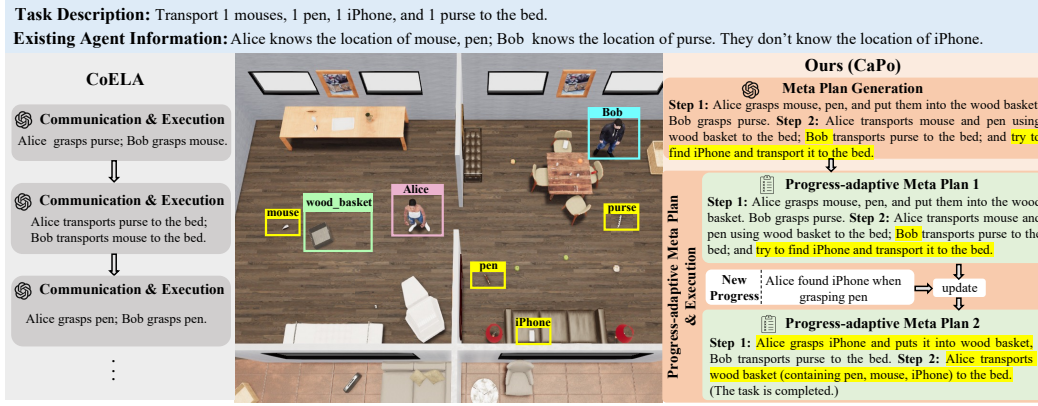 Task Description: Transport 1 mouses, 1 pen, 1 iPhone, and 1 purse to the bed.
Existing Agent Information: Alice knows the location of mouse, pen; Bob knows the location of purse. They don't know the location of iPhone.
CoELA
Communication & Execution
Alice grasps purse; Bob grasps mouse.
Communication & Execution
Alice transports purse to the bed;
Bob transports mouse to the bed.
Communication & Execution
Alice grasps pen; Bob grasps pen.
Bob
Alice
wood_basket
mouse
purse
pen
iPhone
Ours (CaPo)
Meta Plan Generation
Step 1: Alice grasps mouse, pen, and put them into the wood basket.
Bob grasps purse. Step 2: Alice transports mouse and pen using
wood basket to the bed; Bob transports purse to the bed; and try to
find iPhone and transport it to the bed.
Progress-adaptive Meta Plan
& Execution
Progress-adaptive Meta Plan 1
Step 1: Alice grasps mouse, pen, and put them into the wood
basket. Bob grasps purse. Step 2: Alice transports mouse and
pen using wood basket to the bed; Bob transports purse to the
bed; and try to find iPhone and transport it to the bed.
New
Progress
Alice found iPhone when
grasping pen
update
Progress-adaptive Meta Plan 2
Step 1: Alice grasps iPhone and puts it into wood basket,
Bob transports purse to the bed. Step 2: Alice transports
wood basket (containing pen, mouse, iPhone) to the bed.
(The task is completed.)